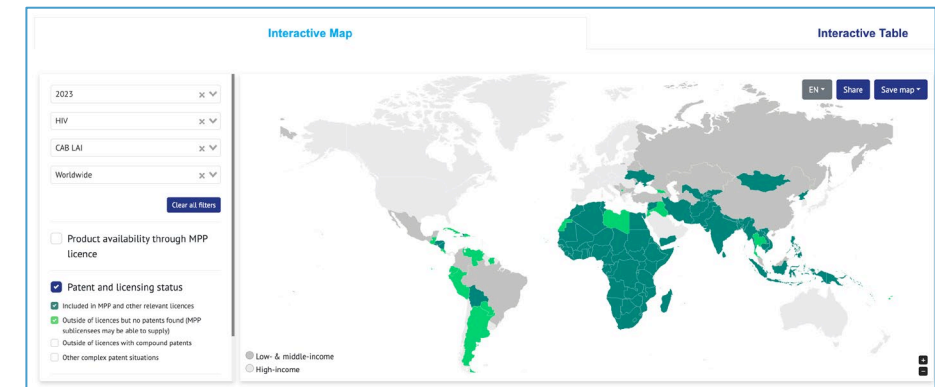 Interactive Map
Interactive Table
2023
HIV
CAB LAI
Worldwide
Clear all filters
Product availability through MPP
licence
Patent and licensing status
Included in MPP and other relevant licences
Outside of licences but no patents found (MPP
sublicensees may be able to supply)
Outside of licences with compound patents
Other complex patent situations
EN
Share
Save map
Low- & middle-income
High-income
+
−